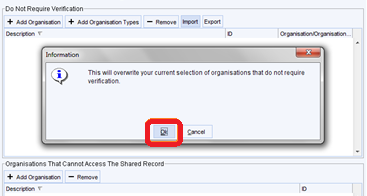 Do Not Require Verification
Add Organisation Add Organisation Types Remove Import Export
Description ID Organisation/Organisation...
Information
This will overwrite your current selection of organisations that do not require
verification.
OK Cancel
Organisations That Cannot Access The Shared Record
Add Organisation Remove
Description ID